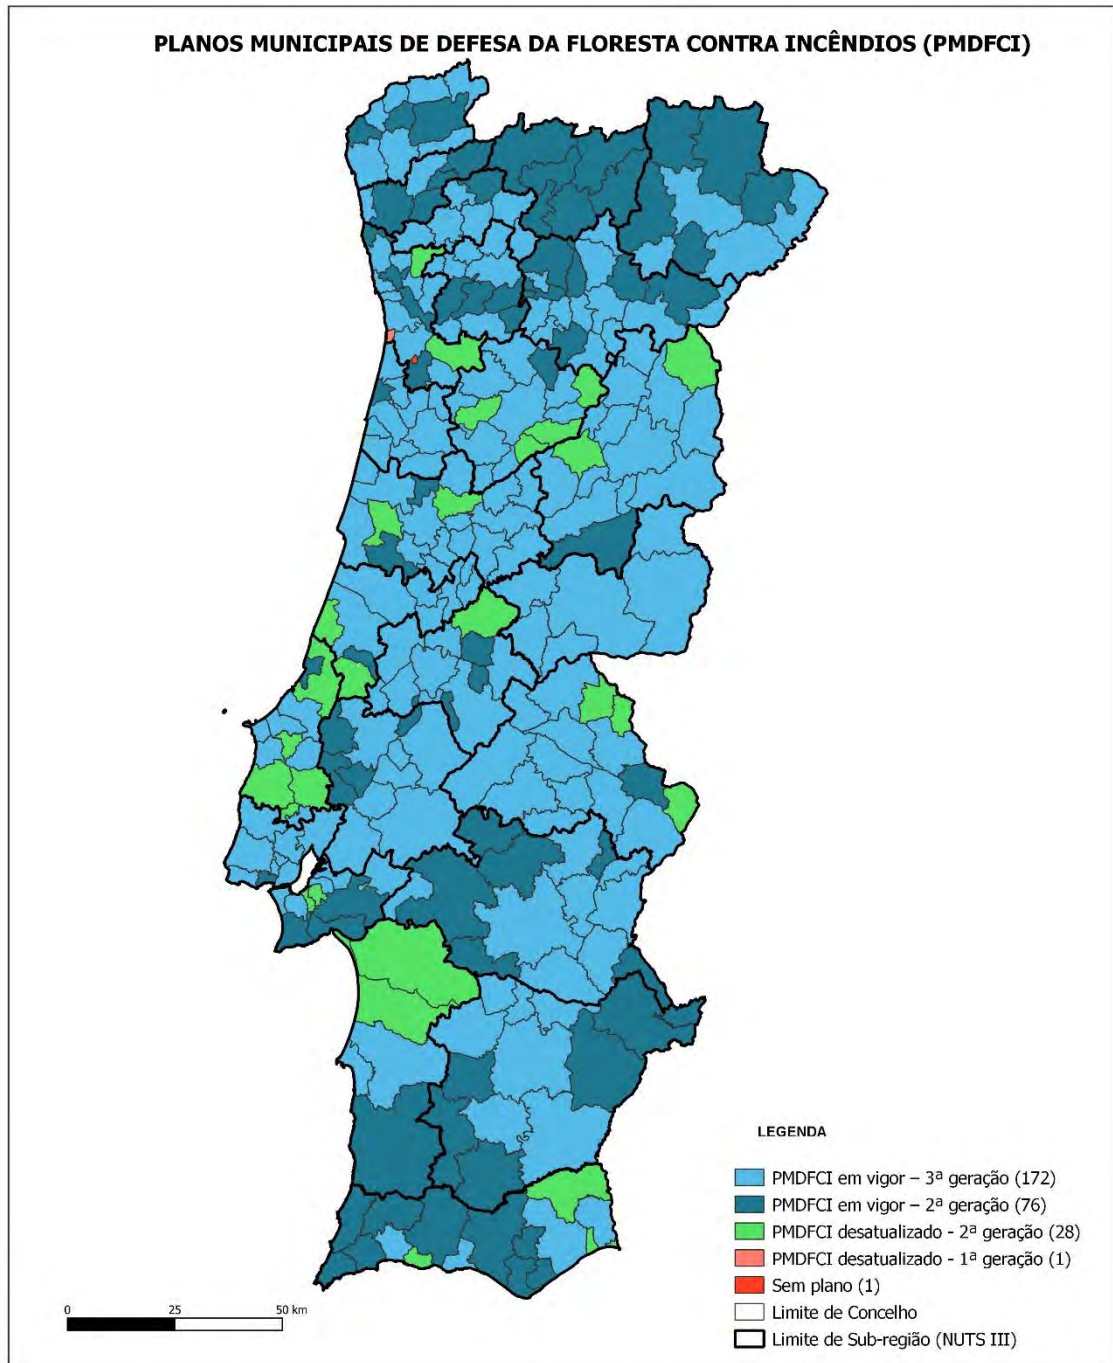 PLANOS MUNICIPAIS DE DEFESA DA FLORESTA CONTRA INCÊNDIOS (PMDFCI)
LEGENDA
PMDFCI em vigor – 3ª geração (172)
PMDFCI em vigor – 2ª geração (76)
PMDFCI desatualizado - 2ª geração (28)
PMDFCI desatualizado - 1ª geração (1)
Sem plano (1)
Limite de Concelho
Limite de Sub-região (NUTS III)
0 25 50 km